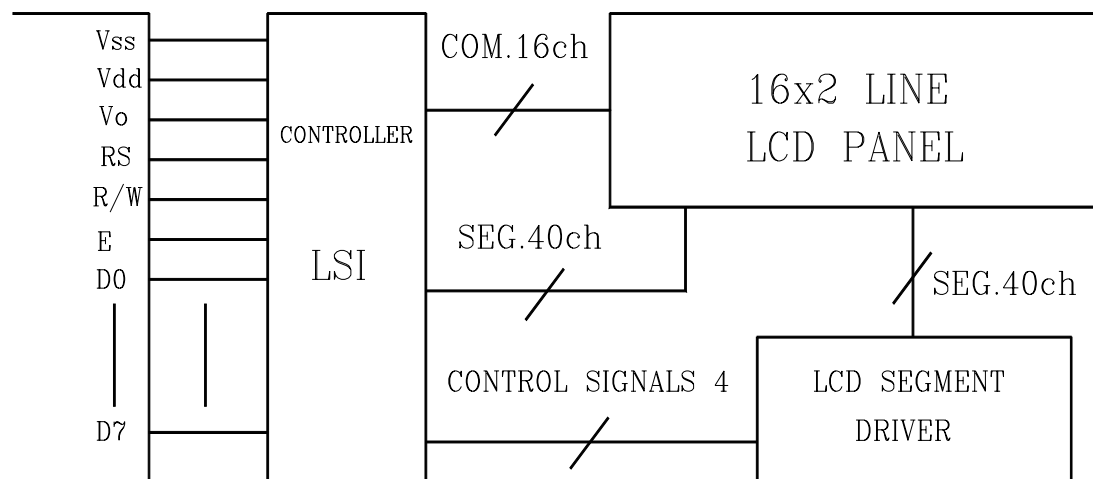 Vss
Vdd
Vo
RS
R/W
E
D0
D7
CONTROLLER
LSI
COM.16ch
SEG.40ch
CONTROL SIGNALS 4
16x2 LINE
LCD PANEL
SEG.40ch
LCD SEGMENT
DRIVER